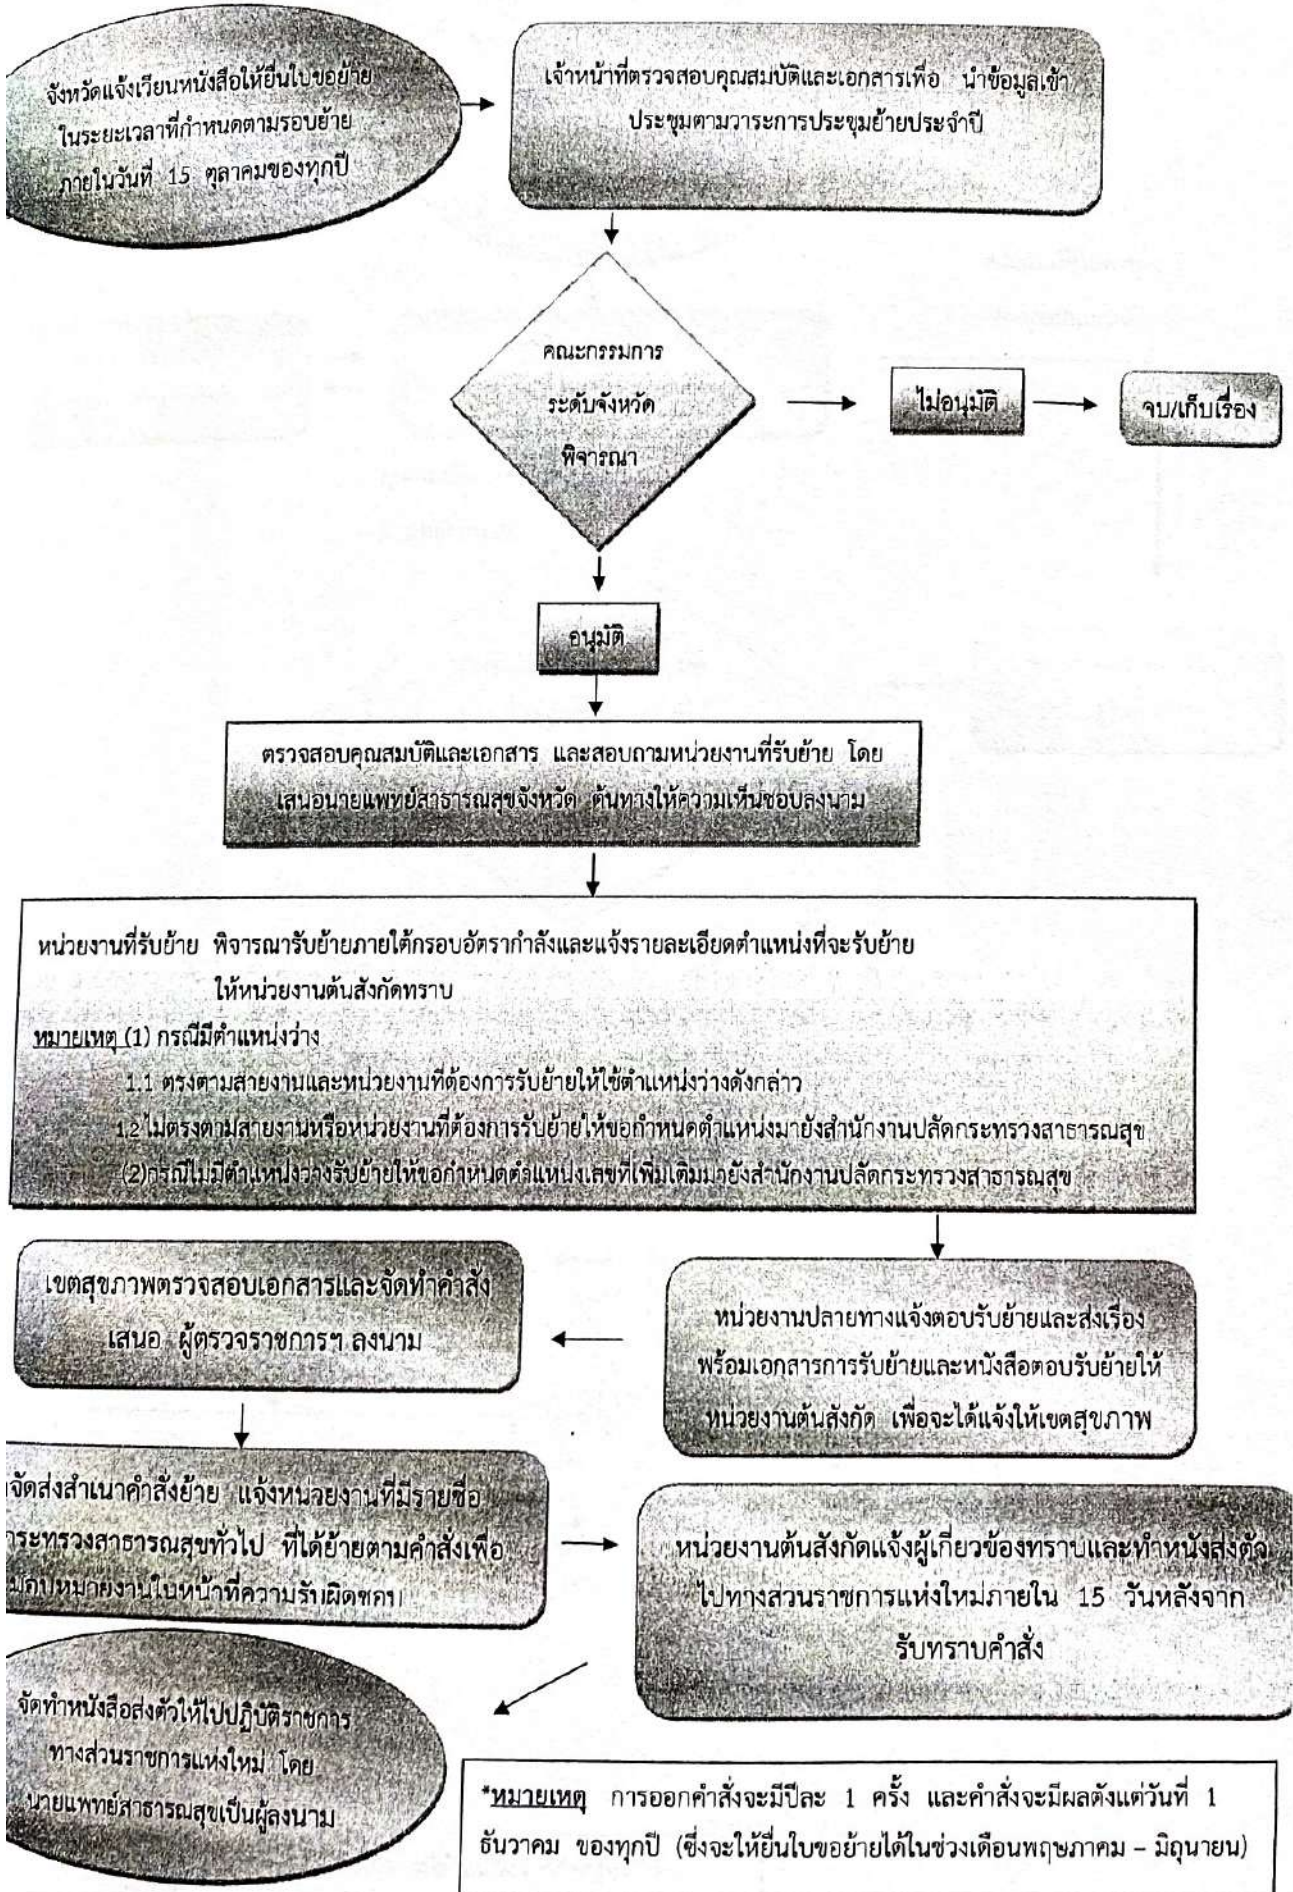 จังหวัดแจ้งเวียนหนังสือให้ยื่นใบขอย้าย
ในระยะเวลาที่กำหนดตามรอบย้าย
ภายในวันที่ 15 ตุลาคมของทุกปี
เจ้าหน้าที่ตรวจสอบคุณสมบัติและเอกสารเพื่อ นำข้อมูลเข้า
ประชุมตามวาระการประชุมย้ายประจำปี
คณะกรรมการ
ระดับจังหวัด
พิจารณา
ไม่อนุมัติ
จบ/เก็บเรื่อง
อนุมัติ
ตรวจสอบคุณสมบัติและเอกสาร และสอบถามหน่วยงานที่รับย้าย โดย
เสนอนายแพทย์สาธารณสุขจังหวัด ต้นทางให้ความเห็นชอบลงนาม
หน่วยงานที่รับย้าย พิจารณารับย้ายภายใต้กรอบอัตรากำลังและแจ้งรายละเอียดตำแหน่งที่จะรับย้าย
ให้หน่วยงานต้นสังกัดทราบ
หมายเหตุ (1) กรณีมีตำแหน่งว่าง
1.1 ตรงตามสายงานและหน่วยงานที่ต้องการรับย้ายให้ใช้ตำแหน่งว่างดังกล่าว
1.2 ไม่ตรงตามสายงานหรือหน่วยงานที่ต้องการรับย้ายให้ขอกำหนดตำแหน่งมายังสำนักงานปลัดกระทรวงสาธารณสุข
(2)กรณีไม่มีตำแหน่งว่างรับย้ายให้ขอกำหนดตำแหน่งเลขที่เพิ่มเติมมายังสำนักงานปลัดกระทรวงสาธารณสุข
เขตสุขภาพตรวจสอบเอกสารและจัดทำคำสั่ง
เสนอ ผู้ตรวจราชการฯ ลงนาม
หน่วยงานปลายทางแจ้งตอบรับย้ายและส่งเรื่อง
พร้อมเอกสารการรับย้ายและหนังสือตอบรับย้ายให้
หน่วยงานต้นสังกัด เพื่อจะได้แจ้งให้เขตสุขภาพ
จัดส่งสำเนาคำสั่งย้าย แจ้งหน่วยงานที่มีรายชื่อ
กระทรวงสาธารณสุขทั่วไป ที่ได้ย้ายตามคำสั่งเพื่อ
มอบหมายงานในหน้าที่ความรับผิดชอบ
หน่วยงานต้นสังกัดแจ้งผู้เกี่ยวข้องทราบและทำหนังส่งตัว
ไปทางส่วนราชการแห่งใหม่ภายใน 15 วันหลังจาก
รับทราบคำสั่ง
จัดทำหนังสือส่งตัวให้ไปปฏิบัติราชการ
ทางส่วนราชการแห่งใหม่ โดย
นายแพทย์สาธารณสุขเป็นผู้ลงนาม
*หมายเหตุ การออกคำสั่งจะมีปีละ 1 ครั้ง และคำสั่งจะมีผลตั้งแต่วันที่ 1
ธันวาคม ของทุกปี (ซึ่งจะให้ยื่นใบขอย้ายได้ในช่วงเดือนพฤษภาคม – มิถุนายน)